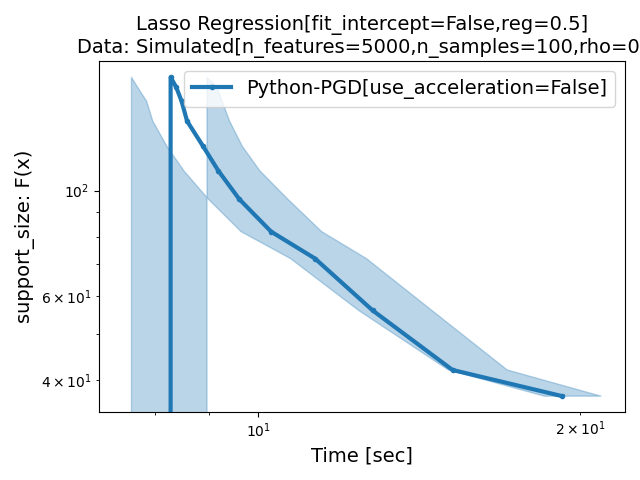 Lasso Regression[fit_intercept=False,reg=0.5]
Data: Simulated[n_features=5000,n_samples=100,rho=0
Python-PGD[use_acceleration=False]
support_size: F(x)
10²
6 × 10¹
4 × 10¹
10¹
2 × 10¹
Time [sec]